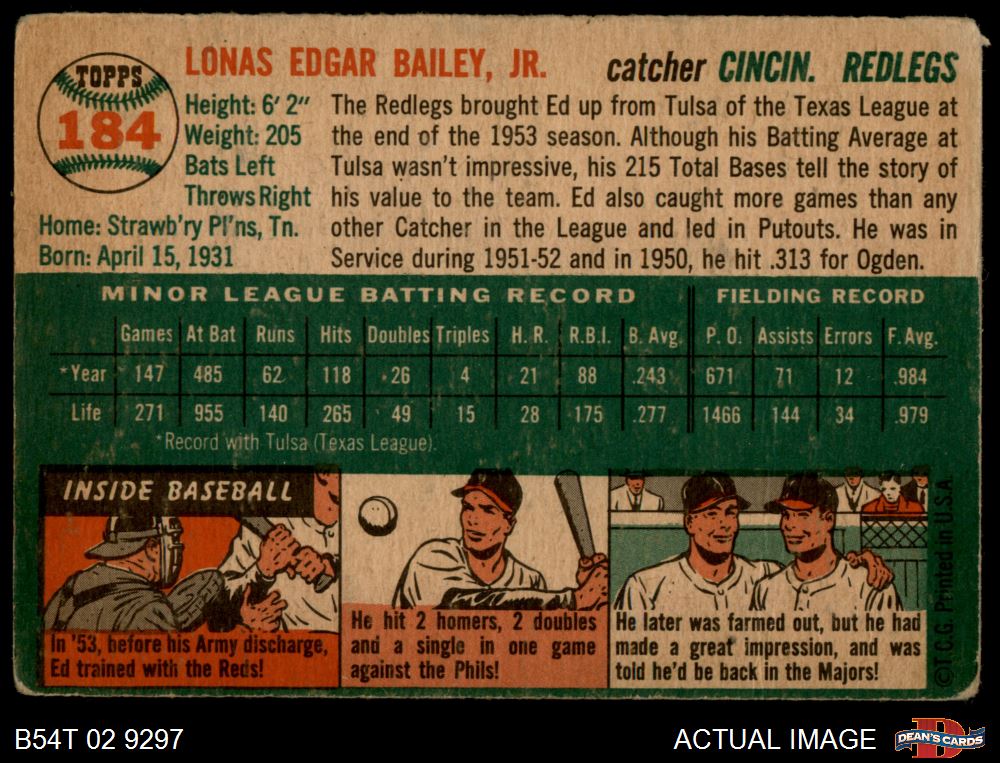 TOPPS
184
LONAS EDGAR BAILEY, JR. catcher CINCIN. REDLEGS
Height: 6' 2"
Weight: 205
Bats Left
Throws Right
Home: Strawb'ry Pl'ns, Tn.
Born: April 15, 1931
The Redlegs brought Ed up from Tulsa of the Texas League at
the end of the 1953 season. Although his Batting Average at
Tulsa wasn't impressive, his 215 Total Bases tell the story of
his value to the team. Ed also caught more games than any
other Catcher in the League and led in Putouts. He was in
Service during 1951-52 and in 1950, he hit .313 for Ogden.
MINOR LEAGUE BATTING RECORD FIELDING RECORD
Games At Bat Runs Hits Doubles Triples H. R. R.B.I. B. Avg. P. O. Assists Errors F. Avg.
*Year 147 485 62 118 26 4 21 88 .243 671 71 12 .984
Life 271 955 140 265 49 15 28 175 .277 1466 144 34 .979
*Record with Tulsa (Texas League).
INSIDE BASEBALL
In '53, before his Army discharge,
Ed trained with the Reds!
He hit 2 homers, 2 doubles
and a single in one game
against the Phils!
He later was farmed out, but he had
made a great impression, and was
told he'd be back in the Majors!
©T.C.G. Printed in U.S.A.
B54T 02 9297
ACTUAL IMAGE
D
DEAN'S CARDS